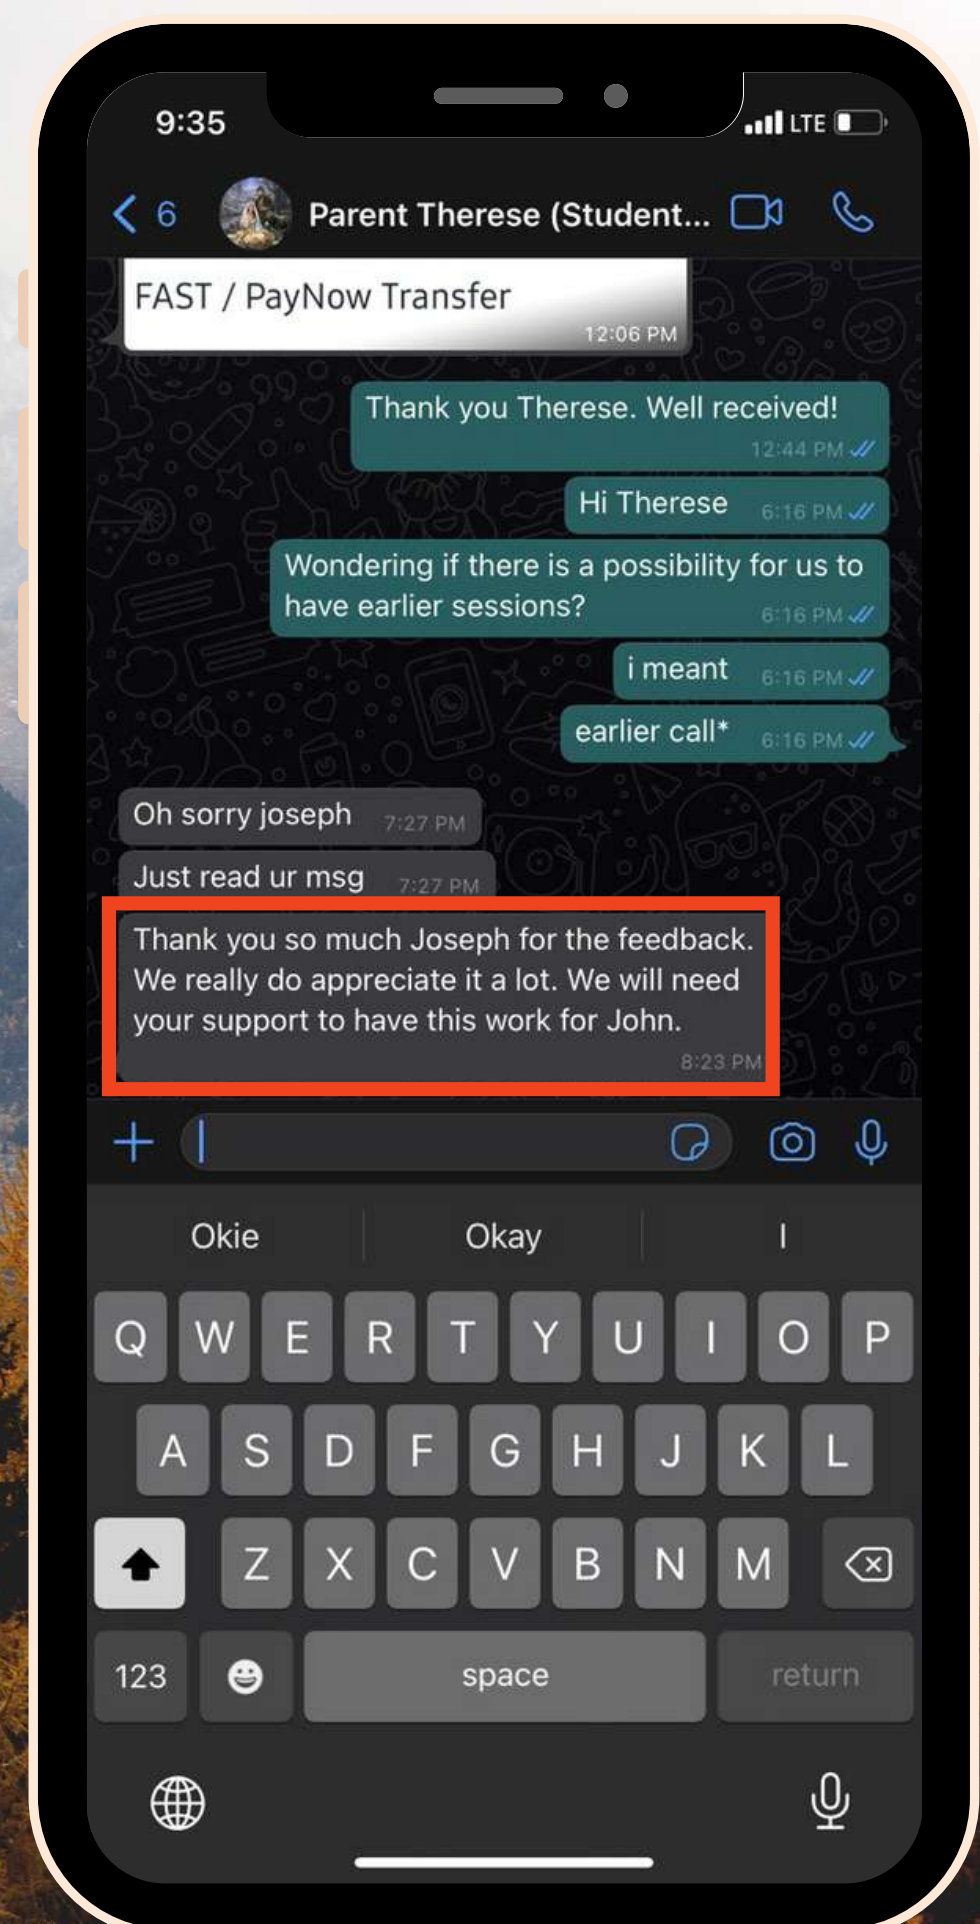 9:35
LTE
6
Parent Therese (Student...
FAST / PayNow Transfer
12:06 PM
Thank you Therese. Well received!
12:44 PM
Hi Therese
6:16 PM
Wondering if there is a possibility for us to
have earlier sessions?
6:16 PM
i meant
6:16 PM
earlier call*
6:16 PM
Oh sorry joseph
7:27 PM
Just read ur msg
7:27 PM
Thank you so much Joseph for the feedback.
We really do appreciate it a lot. We will need
your support to have this work for John.
8:23 PM
Okie Okay I
Q W E R T Y U I O P
A S D F G H J K L
Z X C V B N M
123 space return